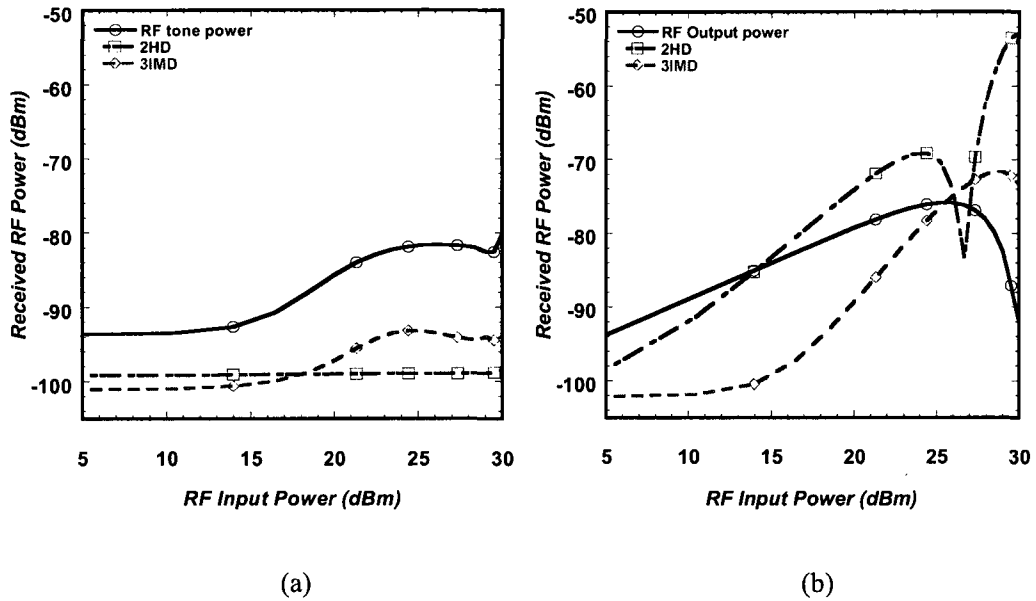 -50
-60
-70
-80
-90
-100
Received RF Power (dBm)
RF tone power
2HD
3IMD
5
10
15
20
25
30
RF Input Power (dBm)
(a)
-50
-60
-70
-80
-90
-100
Received RF Power (dBm)
RF Output power
2HD
3IMD
5
10
15
20
25
30
RF Input Power (dBm)
(b)